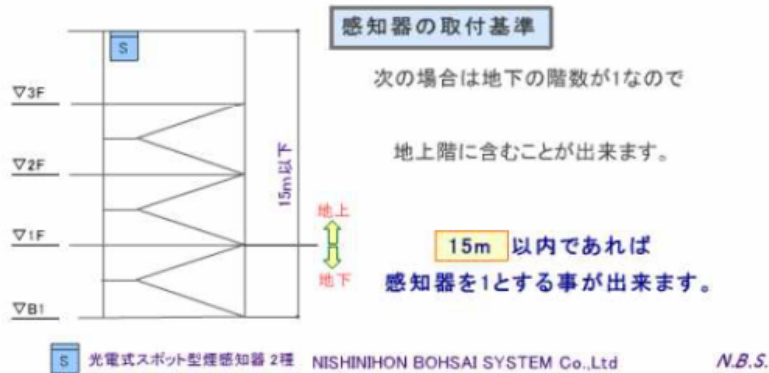 感知器の取付基準
S
次の場合は地下の階数が1なので
▽3F
地上階に含むことが出来ます。
15m以下
▽2F
地上
▽1F
15m 以内であれば
地下
感知器を1とする事が出来ます。
▽B1
S 光電式スポット型煙感知器 2種 NISHINIHON BOHSAI SYSTEM Co.,Ltd N.B.S.